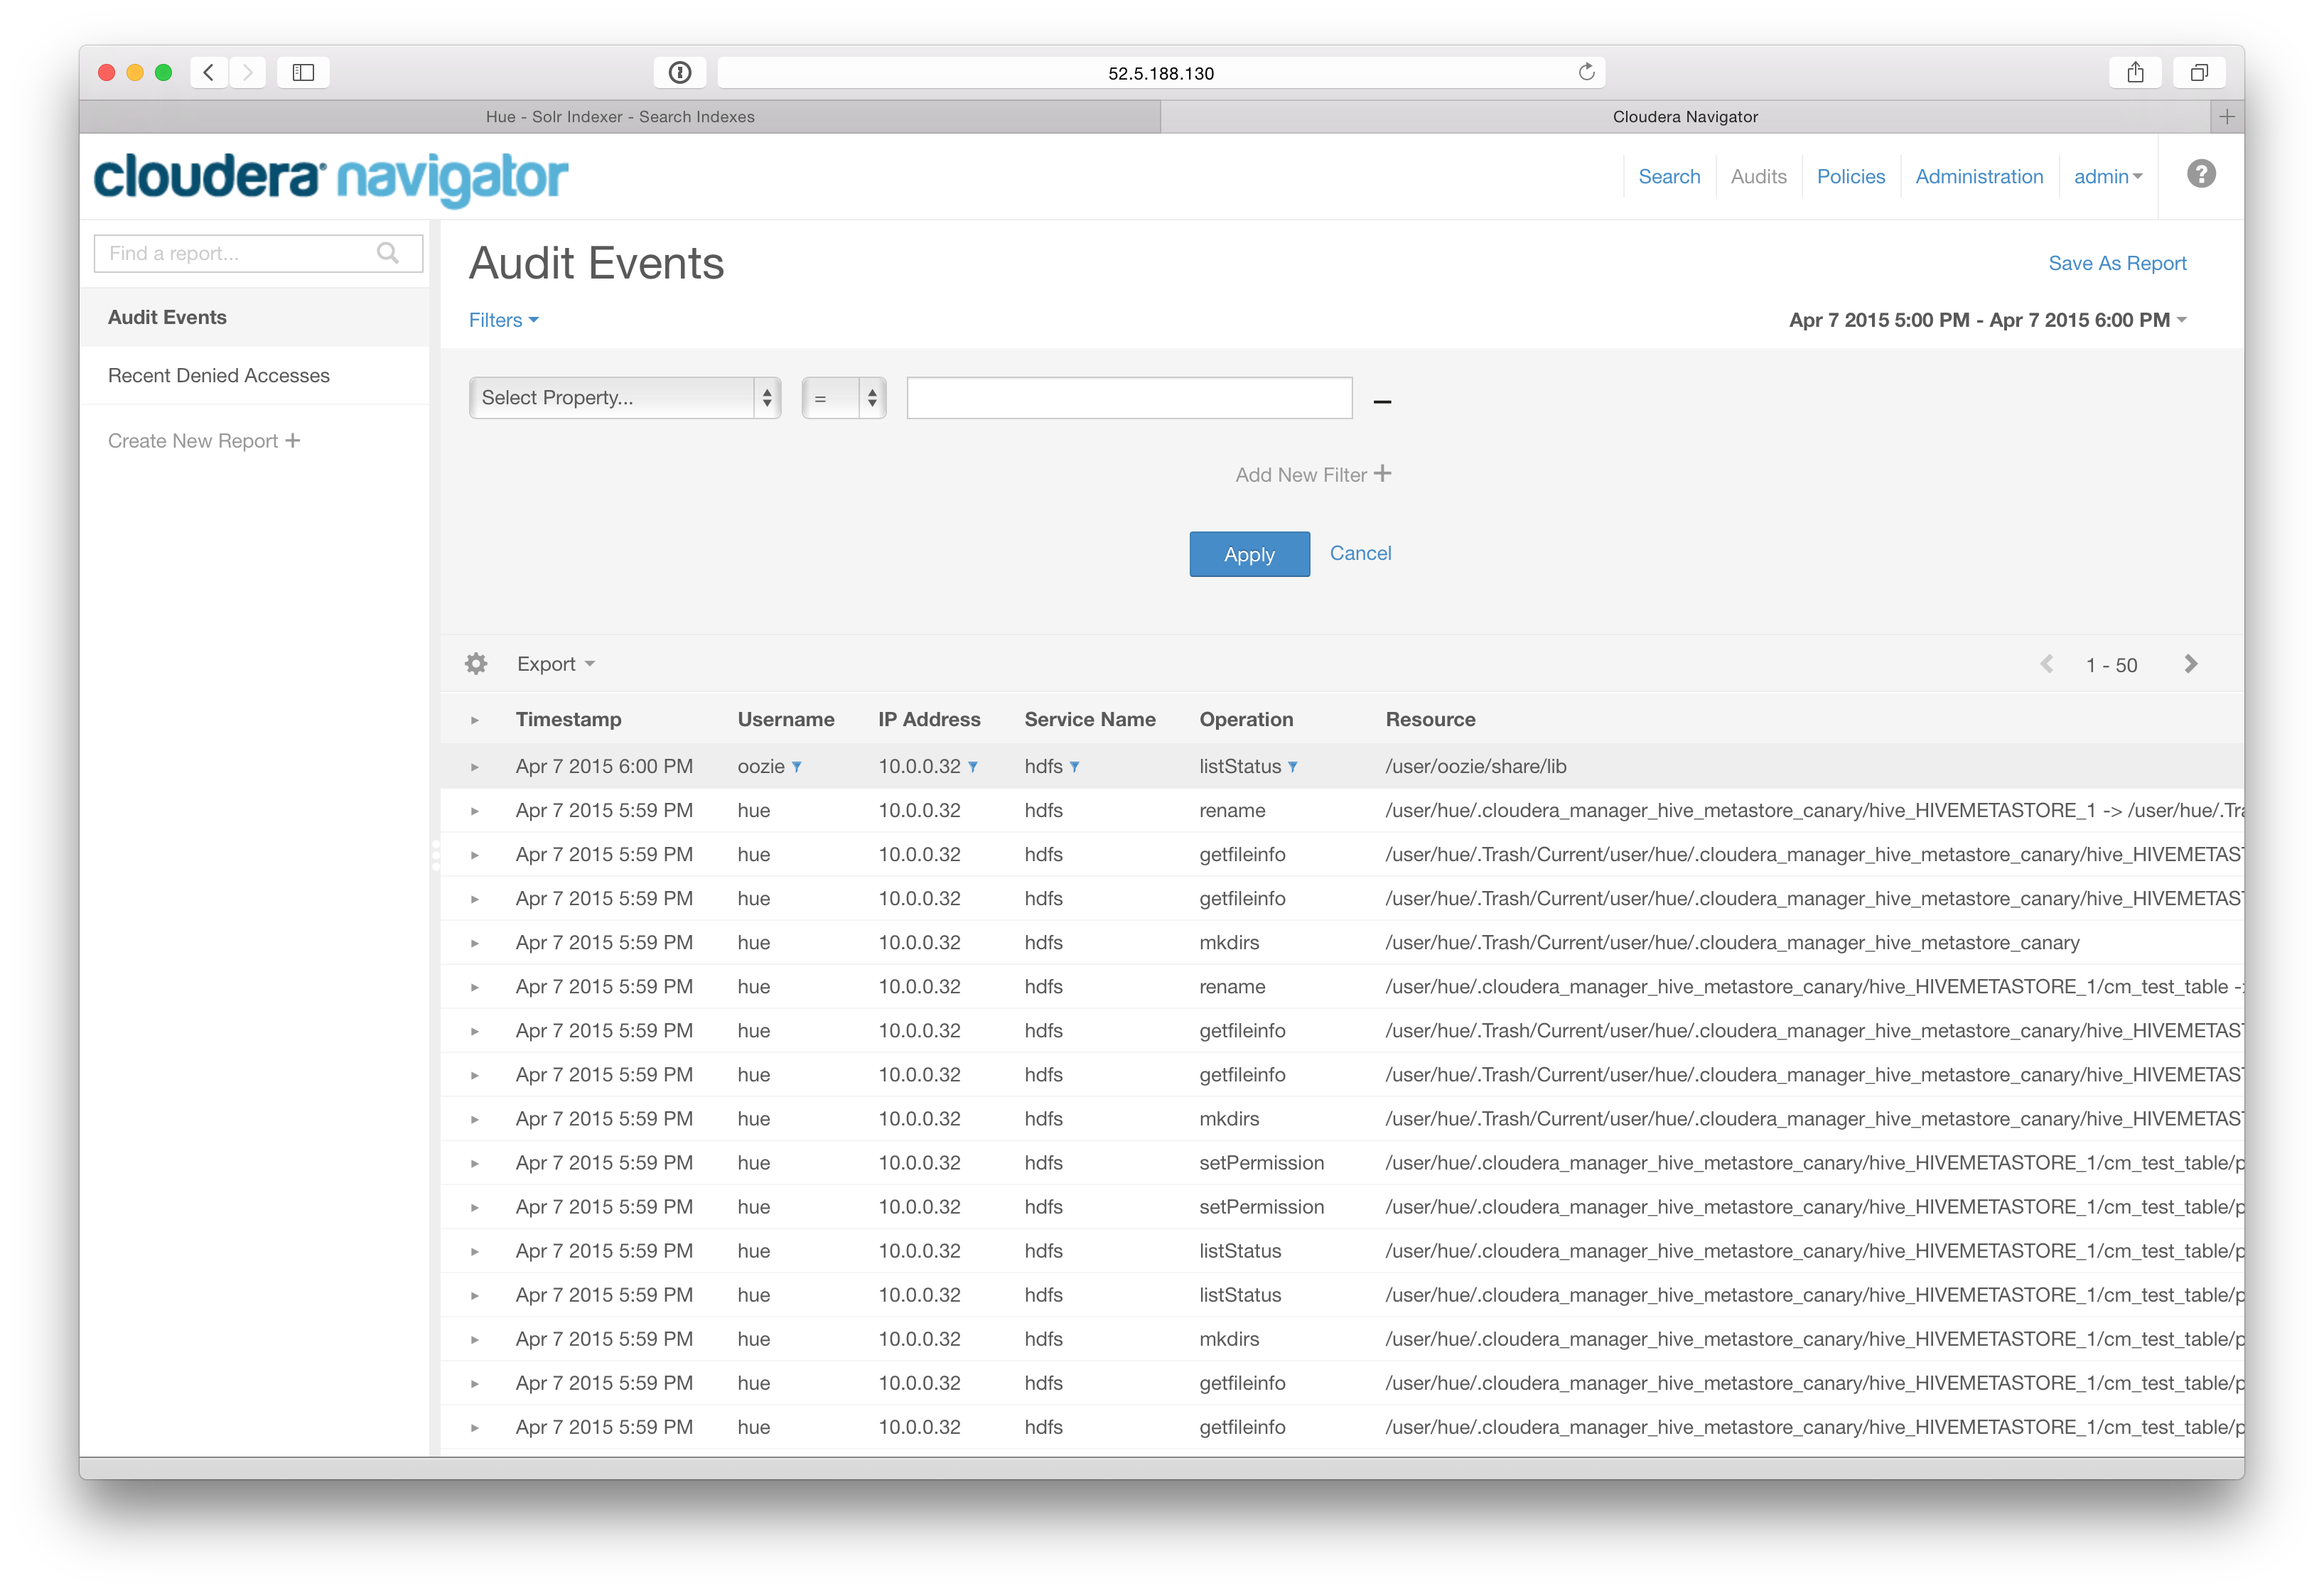 52.5.188.130
Hue - Solr Indexer - Search Indexes
Cloudera Navigator
cloudera navigator
Search Audits Policies Administration admin ?
Find a report...
Audit Events
Recent Denied Accesses
Create New Report +
Audit Events
Save As Report
Filters
Apr 7 2015 5:00 PM - Apr 7 2015 6:00 PM
Select Property... =
Add New Filter +
Apply Cancel
Export 1 - 50
Timestamp Username IP Address Service Name Operation Resource
Apr 7 2015 6:00 PM oozie 10.0.0.32 hdfs listStatus /user/oozie/share/lib
Apr 7 2015 5:59 PM hue 10.0.0.32 hdfs rename /user/hue/.cloudera_manager_hive_metastore_canary/hive_HIVEMETASTORE_1 -> /user/hue/.Tra
Apr 7 2015 5:59 PM hue 10.0.0.32 hdfs getfileinfo /user/hue/.Trash/Current/user/hue/.cloudera_manager_hive_metastore_canary/hive_HIVEMETAST
Apr 7 2015 5:59 PM hue 10.0.0.32 hdfs getfileinfo /user/hue/.Trash/Current/user/hue/.cloudera_manager_hive_metastore_canary/hive_HIVEMETAST
Apr 7 2015 5:59 PM hue 10.0.0.32 hdfs mkdirs /user/hue/.Trash/Current/user/hue/.cloudera_manager_hive_metastore_canary
Apr 7 2015 5:59 PM hue 10.0.0.32 hdfs rename /user/hue/.cloudera_manager_hive_metastore_canary/hive_HIVEMETASTORE_1/cm_test_table ->
Apr 7 2015 5:59 PM hue 10.0.0.32 hdfs getfileinfo /user/hue/.Trash/Current/user/hue/.cloudera_manager_hive_metastore_canary/hive_HIVEMETAST
Apr 7 2015 5:59 PM hue 10.0.0.32 hdfs getfileinfo /user/hue/.Trash/Current/user/hue/.cloudera_manager_hive_metastore_canary/hive_HIVEMETAST
Apr 7 2015 5:59 PM hue 10.0.0.32 hdfs mkdirs /user/hue/.Trash/Current/user/hue/.cloudera_manager_hive_metastore_canary/hive_HIVEMETAST
Apr 7 2015 5:59 PM hue 10.0.0.32 hdfs setPermission /user/hue/.cloudera_manager_hive_metastore_canary/hive_HIVEMETASTORE_1/cm_test_table/p
Apr 7 2015 5:59 PM hue 10.0.0.32 hdfs setPermission /user/hue/.cloudera_manager_hive_metastore_canary/hive_HIVEMETASTORE_1/cm_test_table/p
Apr 7 2015 5:59 PM hue 10.0.0.32 hdfs listStatus /user/hue/.cloudera_manager_hive_metastore_canary/hive_HIVEMETASTORE_1/cm_test_table/p
Apr 7 2015 5:59 PM hue 10.0.0.32 hdfs listStatus /user/hue/.cloudera_manager_hive_metastore_canary/hive_HIVEMETASTORE_1/cm_test_table/p
Apr 7 2015 5:59 PM hue 10.0.0.32 hdfs mkdirs /user/hue/.cloudera_manager_hive_metastore_canary/hive_HIVEMETASTORE_1/cm_test_table/p
Apr 7 2015 5:59 PM hue 10.0.0.32 hdfs getfileinfo /user/hue/.cloudera_manager_hive_metastore_canary/hive_HIVEMETASTORE_1/cm_test_table/p
Apr 7 2015 5:59 PM hue 10.0.0.32 hdfs getfileinfo /user/hue/.cloudera_manager_hive_metastore_canary/hive_HIVEMETASTORE_1/cm_test_table/p